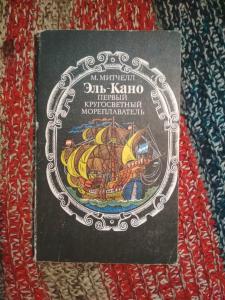 М. МИТЧЕЛЛ
Эль-Кано
ПЕРВЫЙ
КРУГОСВЕТНЫЙ
МОРЕПЛАВАТЕЛЬ